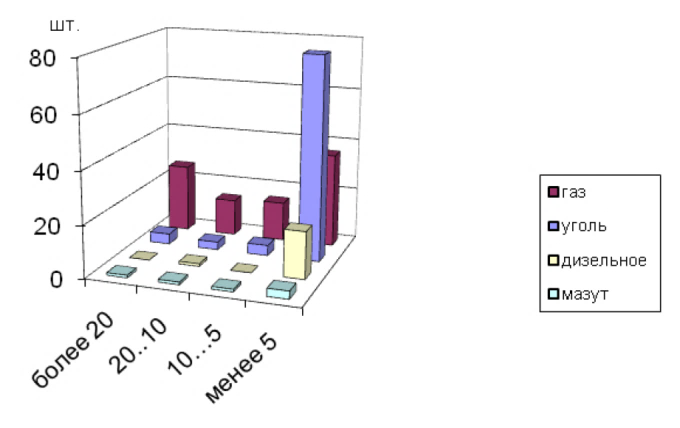 шт.
80
60
40
20
0
более 20
20..10
10...5
менее 5
газ
уголь
дизельное
мазут